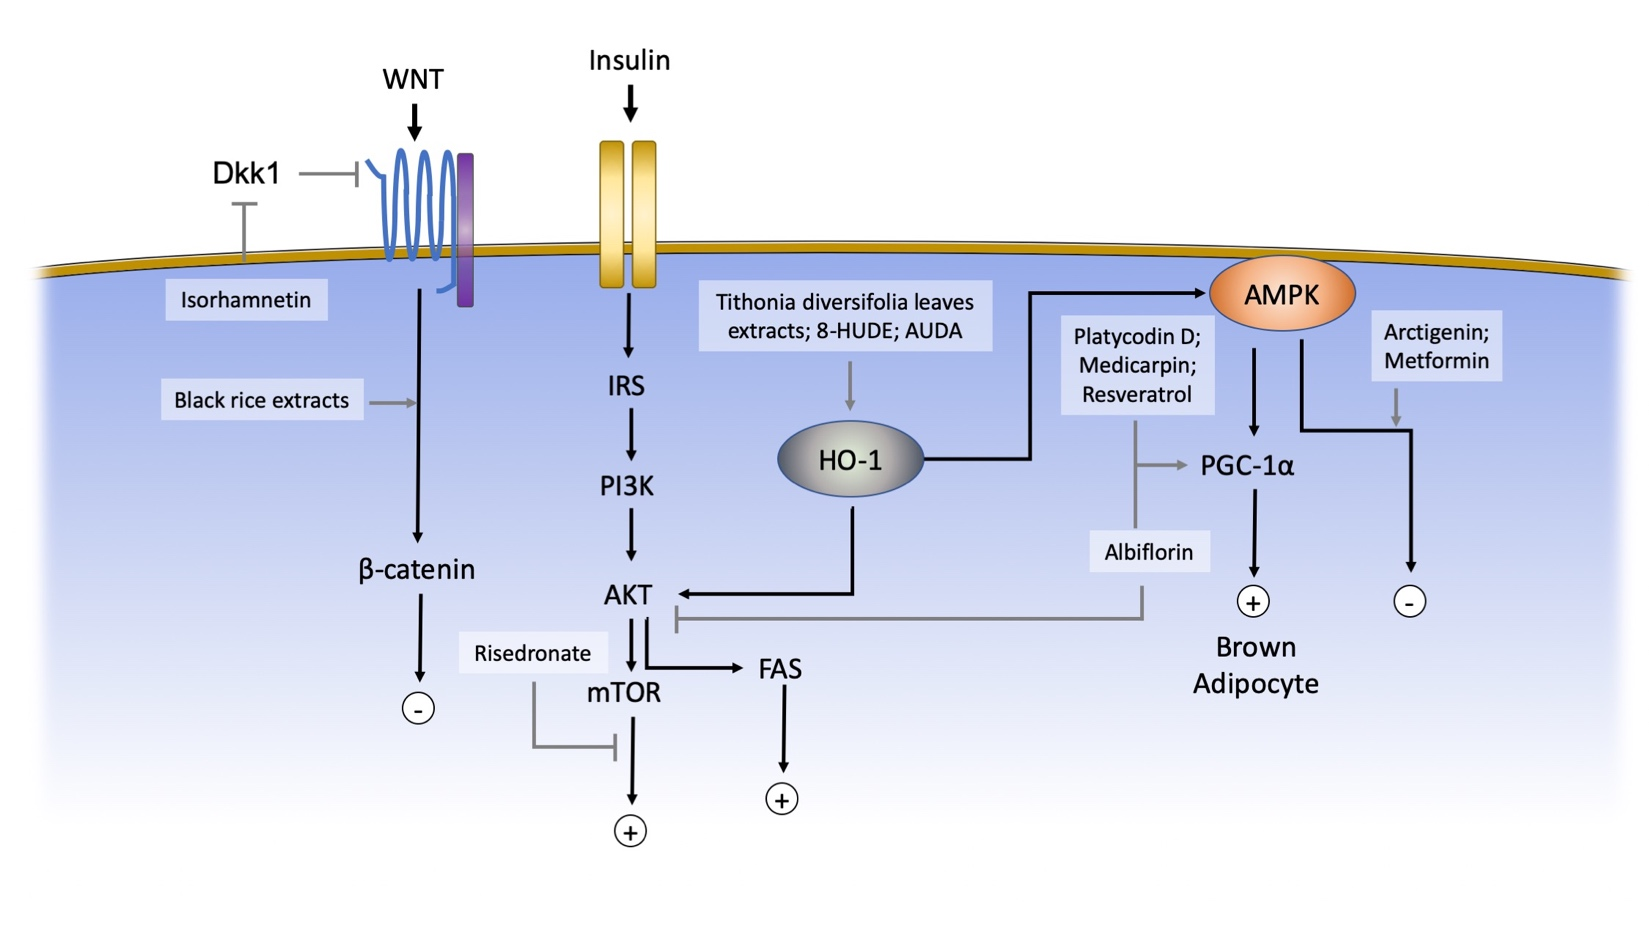 WNT
Insulin
Dkk1
Isorhamnetin
Black rice extracts
β-catenin
-
IRS
PI3K
AKT
Risedronate
mTOR
+
FAS
+
Tithonia diversifolia leaves
extracts; 8-HUDE; AUDA
HO-1
AMPK
Platycodin D;
Medicarpin;
Resveratrol
Albiflorin
Arctigenin;
Metformin
PGC-1α
+
Brown
Adipocyte
-